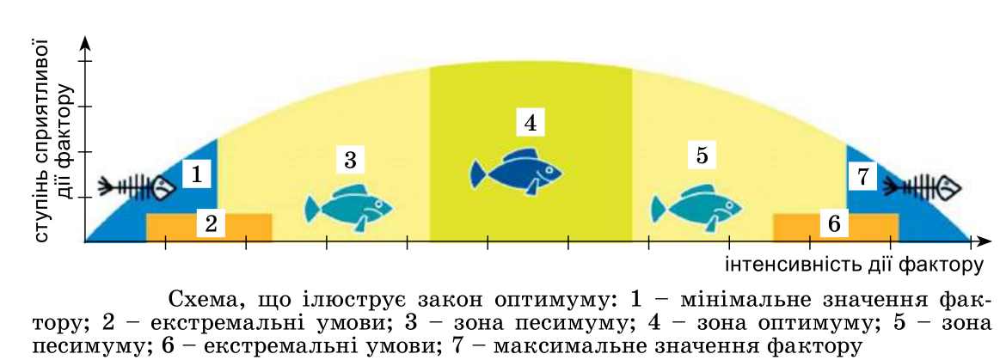 ступінь сприятливої
дії фактору
1
2
3
4
5
6
7
інтенсивність дії фактору
Схема, що ілюструє закон оптимуму: 1 – мінімальне значення фак-
тору; 2 – екстремальні умови; 3 – зона песимуму; 4 – зона оптимуму; 5 – зона
песимуму; 6 – екстремальні умови; 7 – максимальне значення фактору